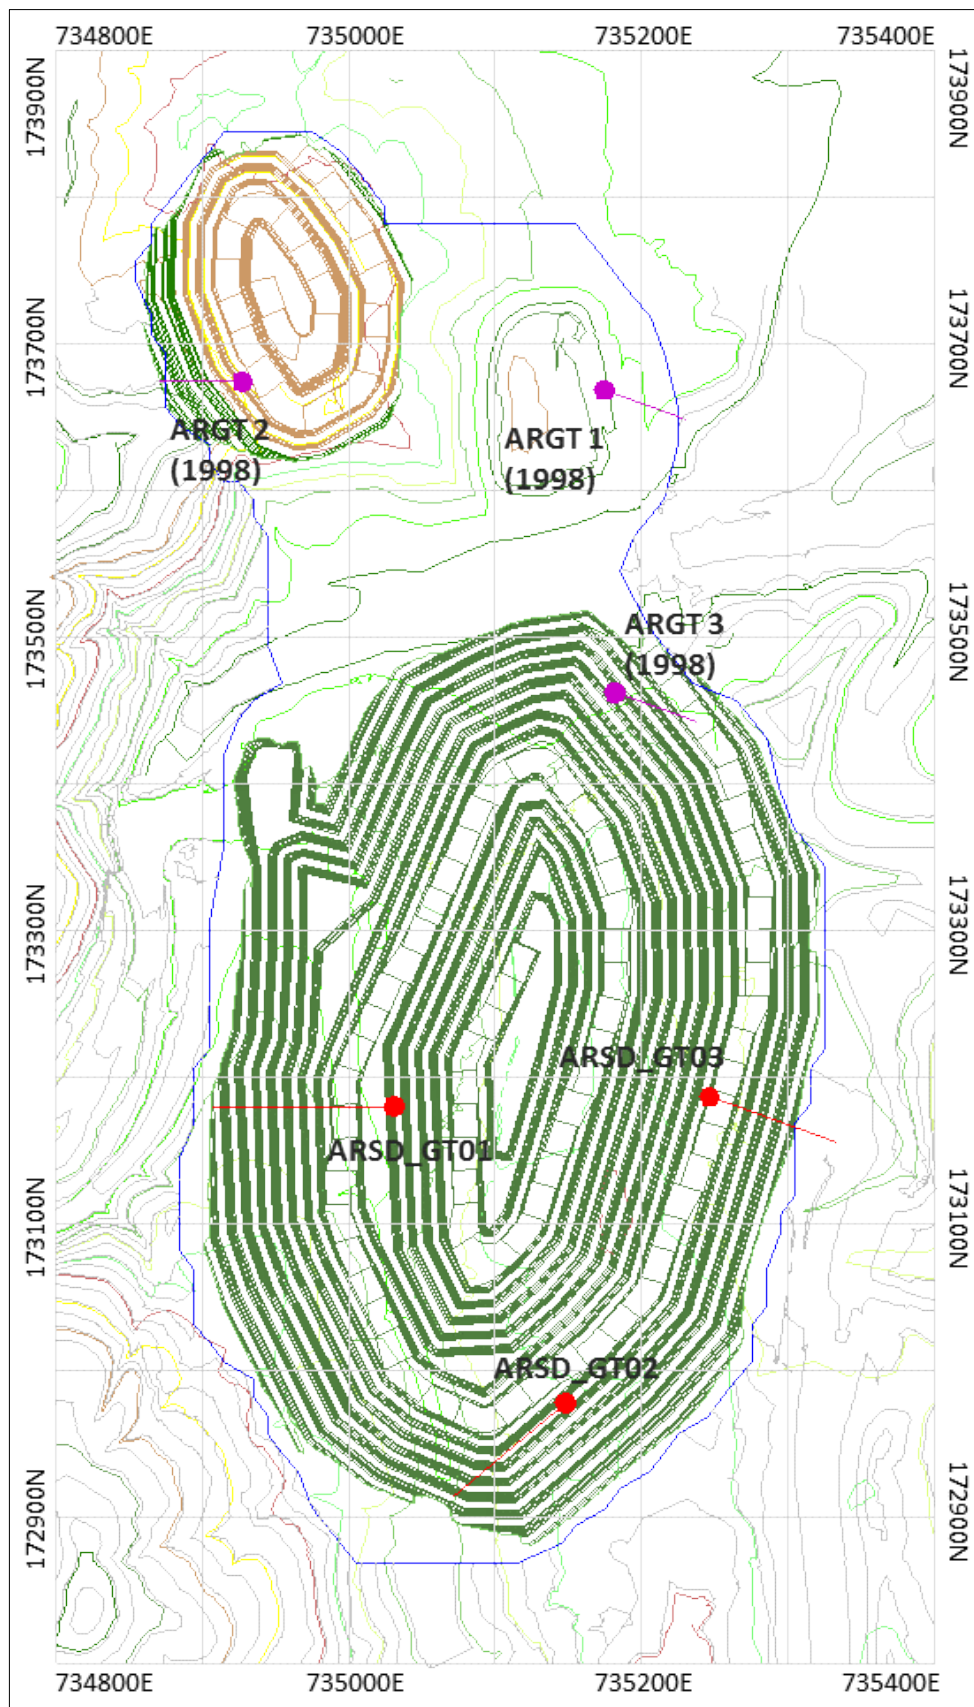 734800E 735000E 735200E 735400E
173900N 173900N
173700N 173700N
ARGT 2
(1998)
ARGT 1
(1998)
173500N 173500N
ARGT 3
(1998)
173300N 173300N
ARSD_GT03
ARSD_GT01
173100N 173100N
ARSD_GT02
172900N 172900N
734800E 735000E 735200E 735400E